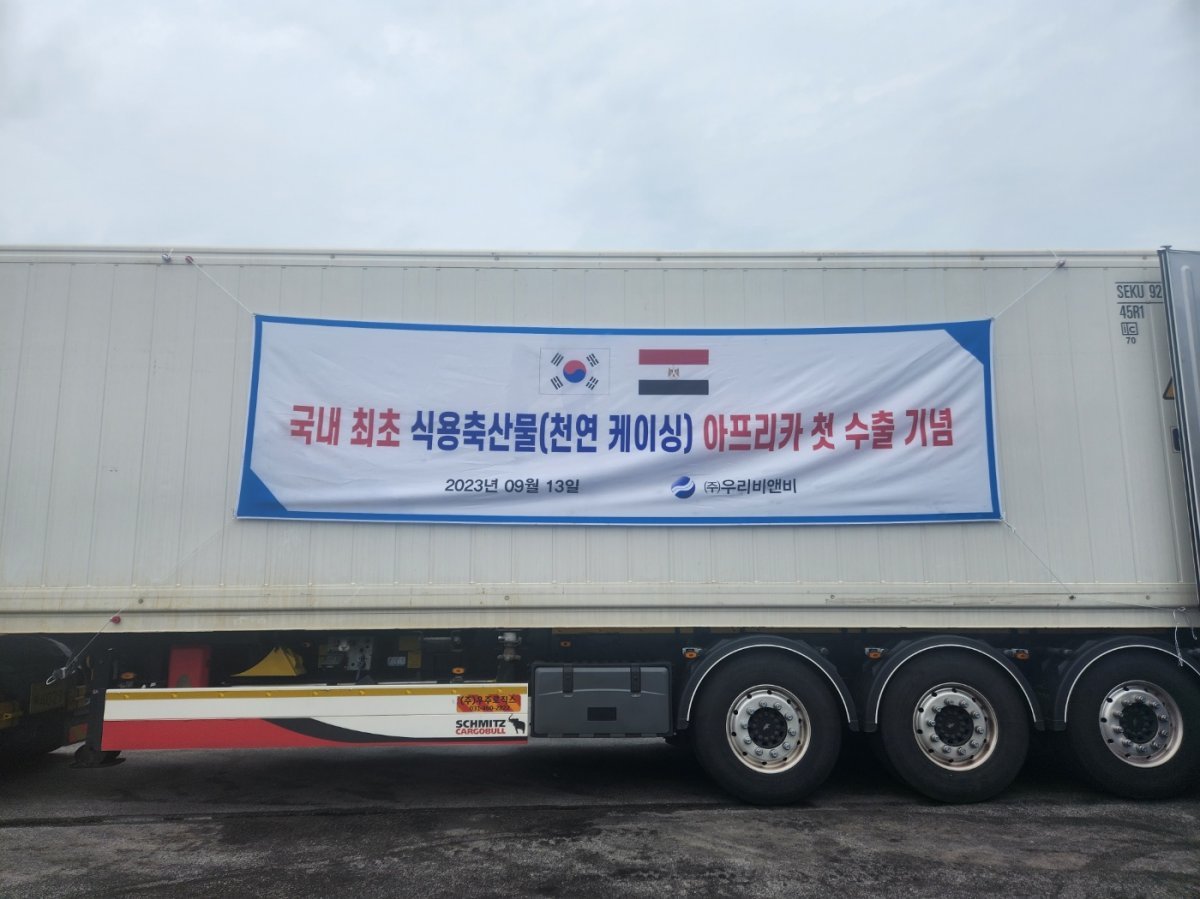 국내 최초 식용축산물(천연 케이싱) 아프리카 첫 수출 기념
2023년 09월 13일
㈜우리비앤비
SEKU 92
45R1
70
SCHMITZ
CARGOBULL